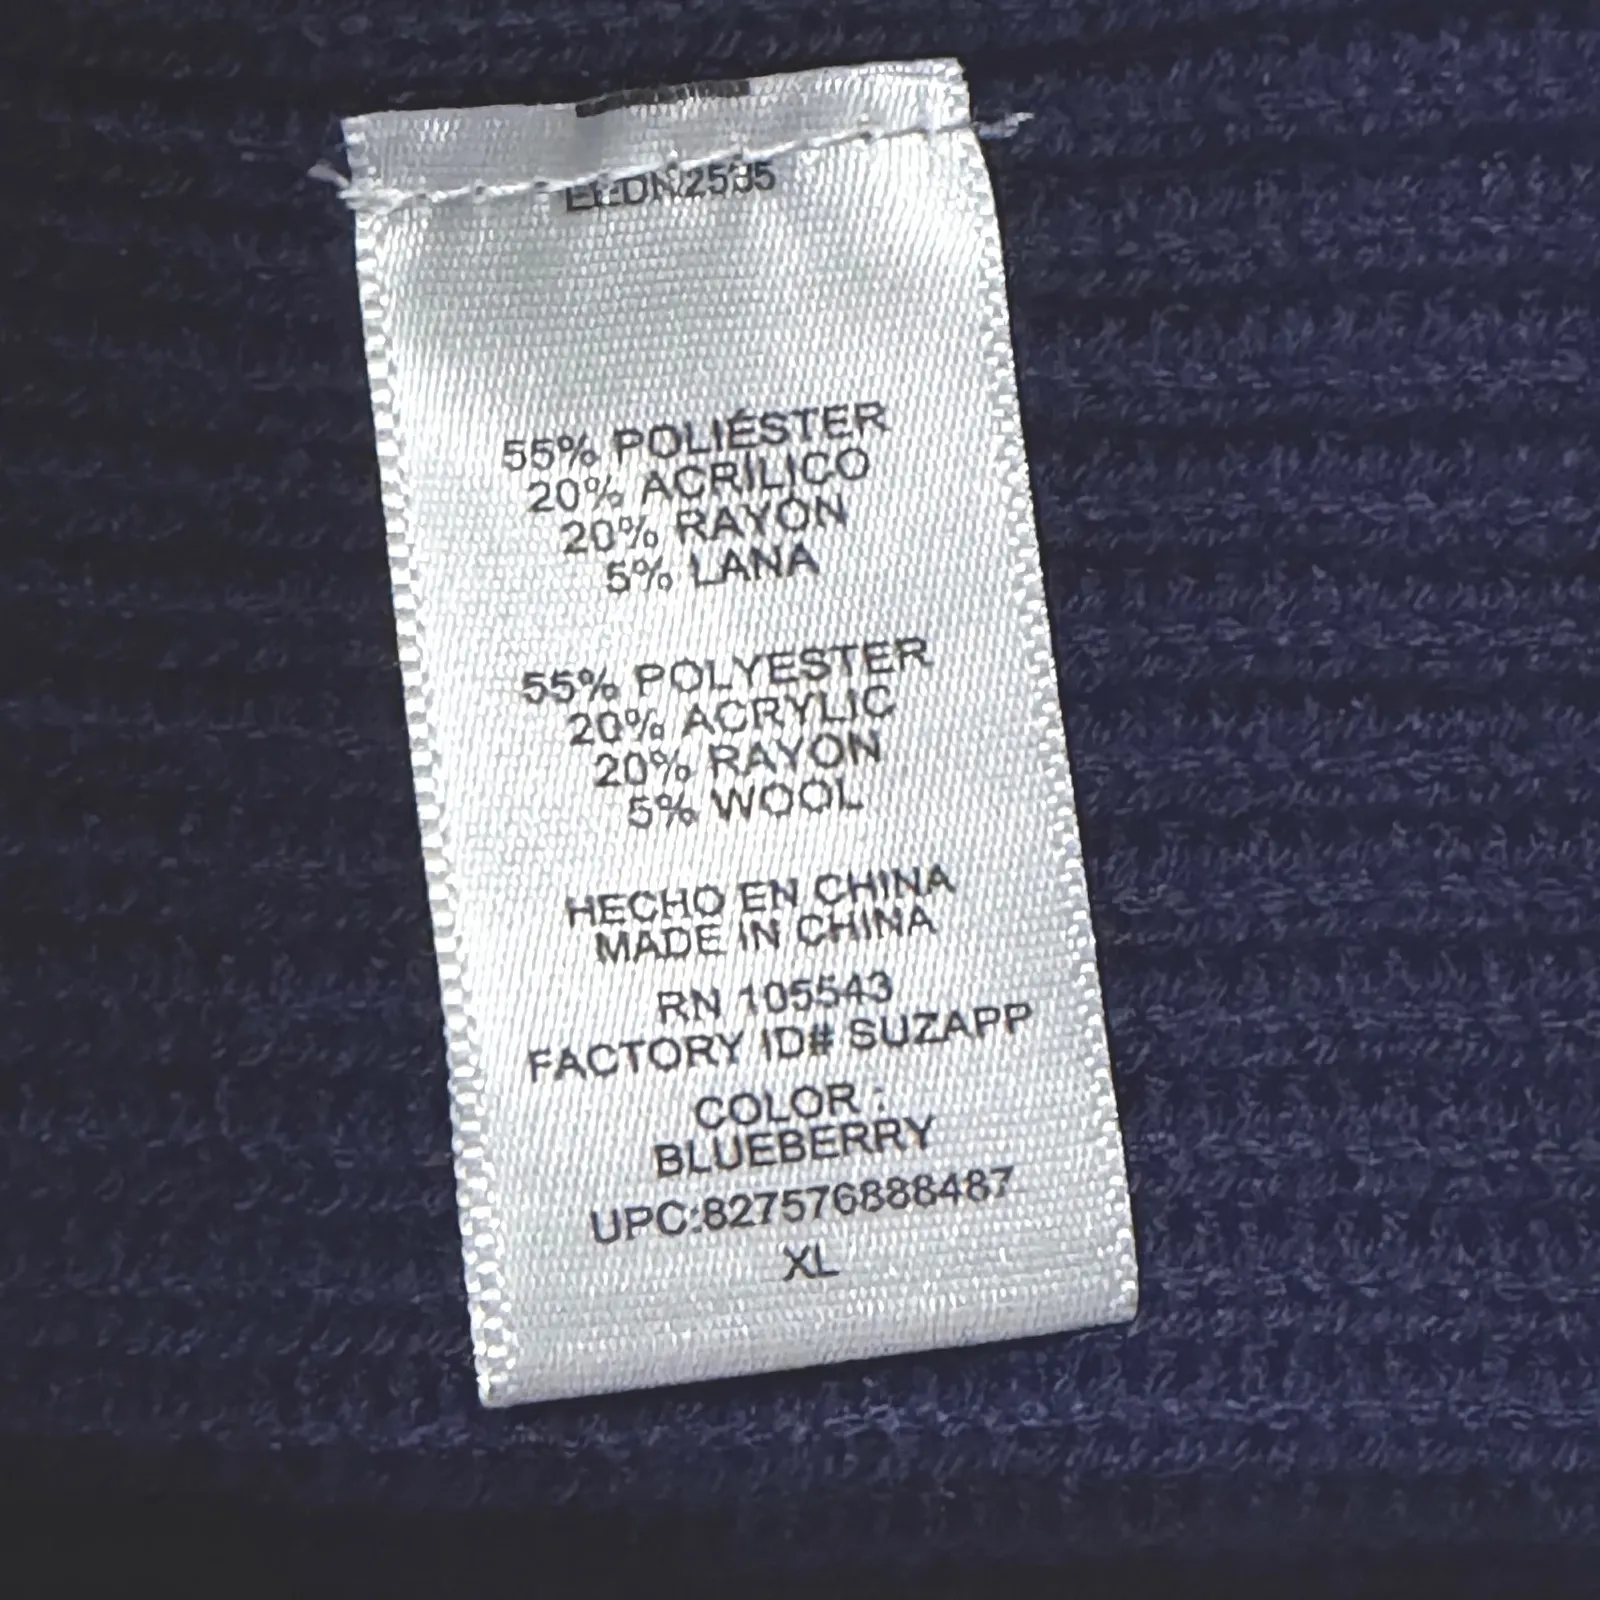 55% POLIÉSTER
20% ACRILICO
20% RAYÓN
5% LANA
55% POLYESTER
20% ACRYLIC
20% RAYON
5% WOOL
HECHO EN CHINA
MADE IN CHINA
RN 105543
FACTORY ID# SUZAPP
COLOR :
BLUEBERRY
UPC:827576888487
XL